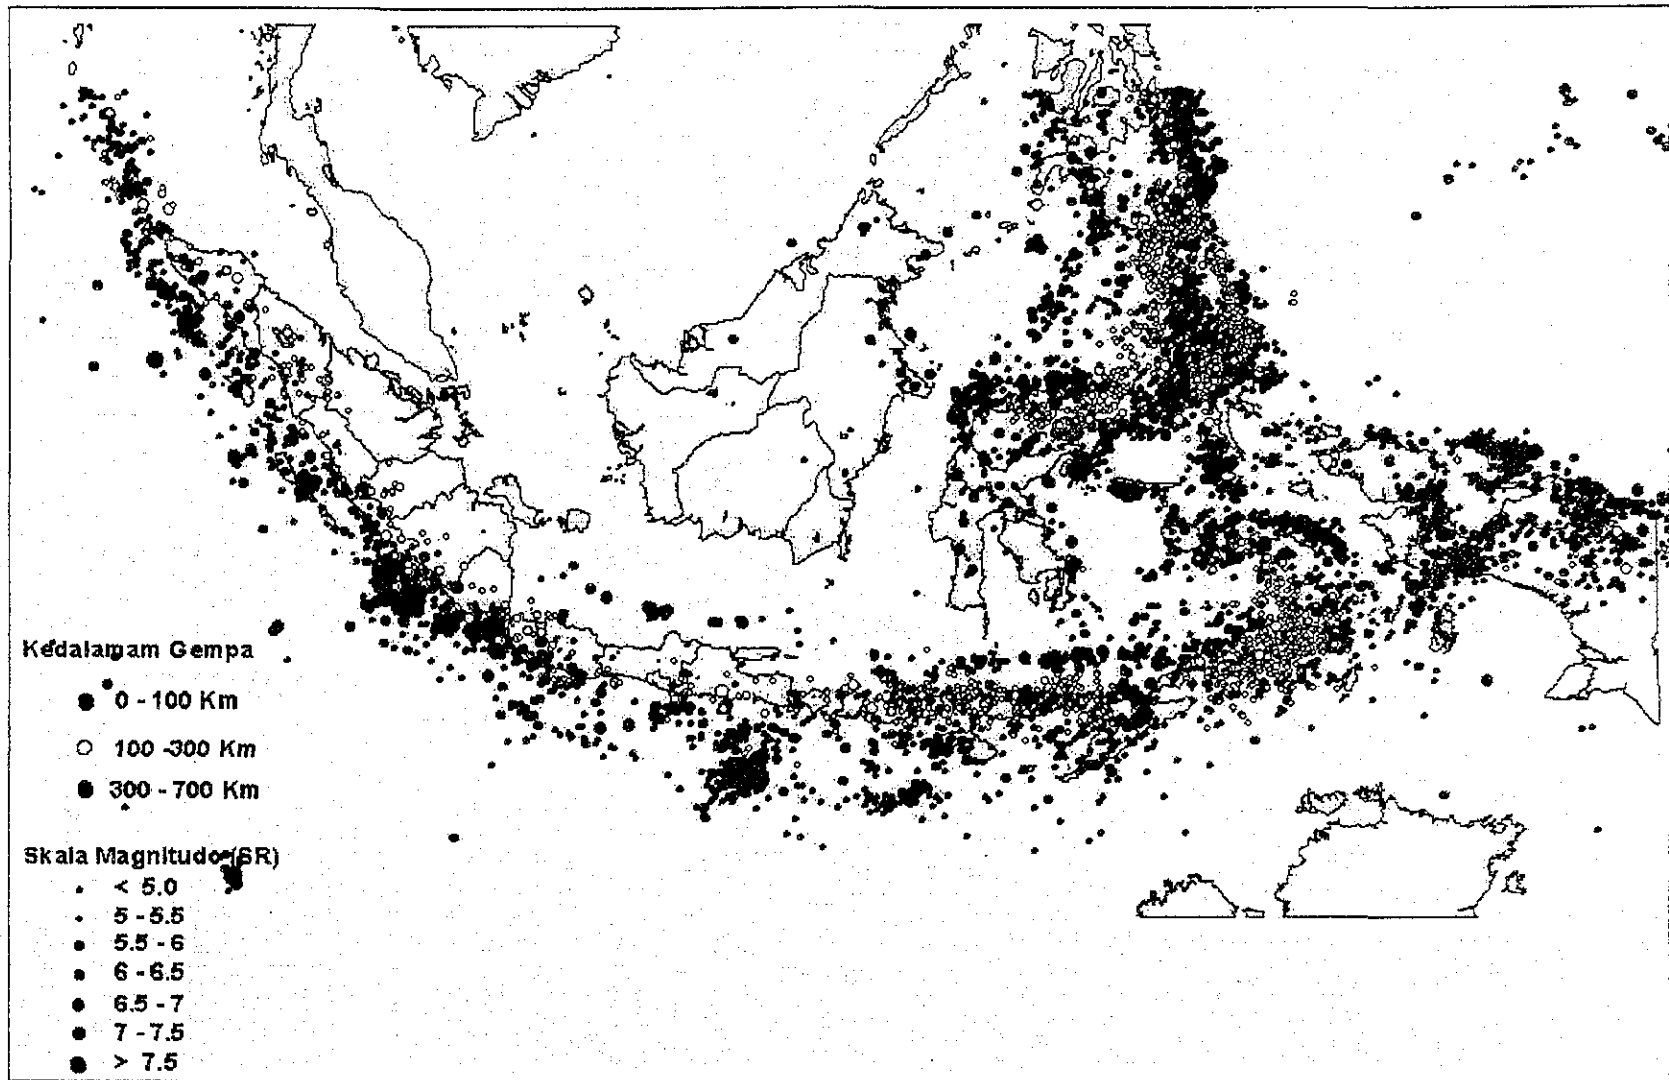 Kedalamam Gempa
0 - 100 Km
100 -300 Km
300 - 700 Km
Skala Magnitudo (SR)
< 5.0
5 - 5.5
5.5 - 6
6 - 6.5
6.5 - 7
7 - 7.5
> 7.5